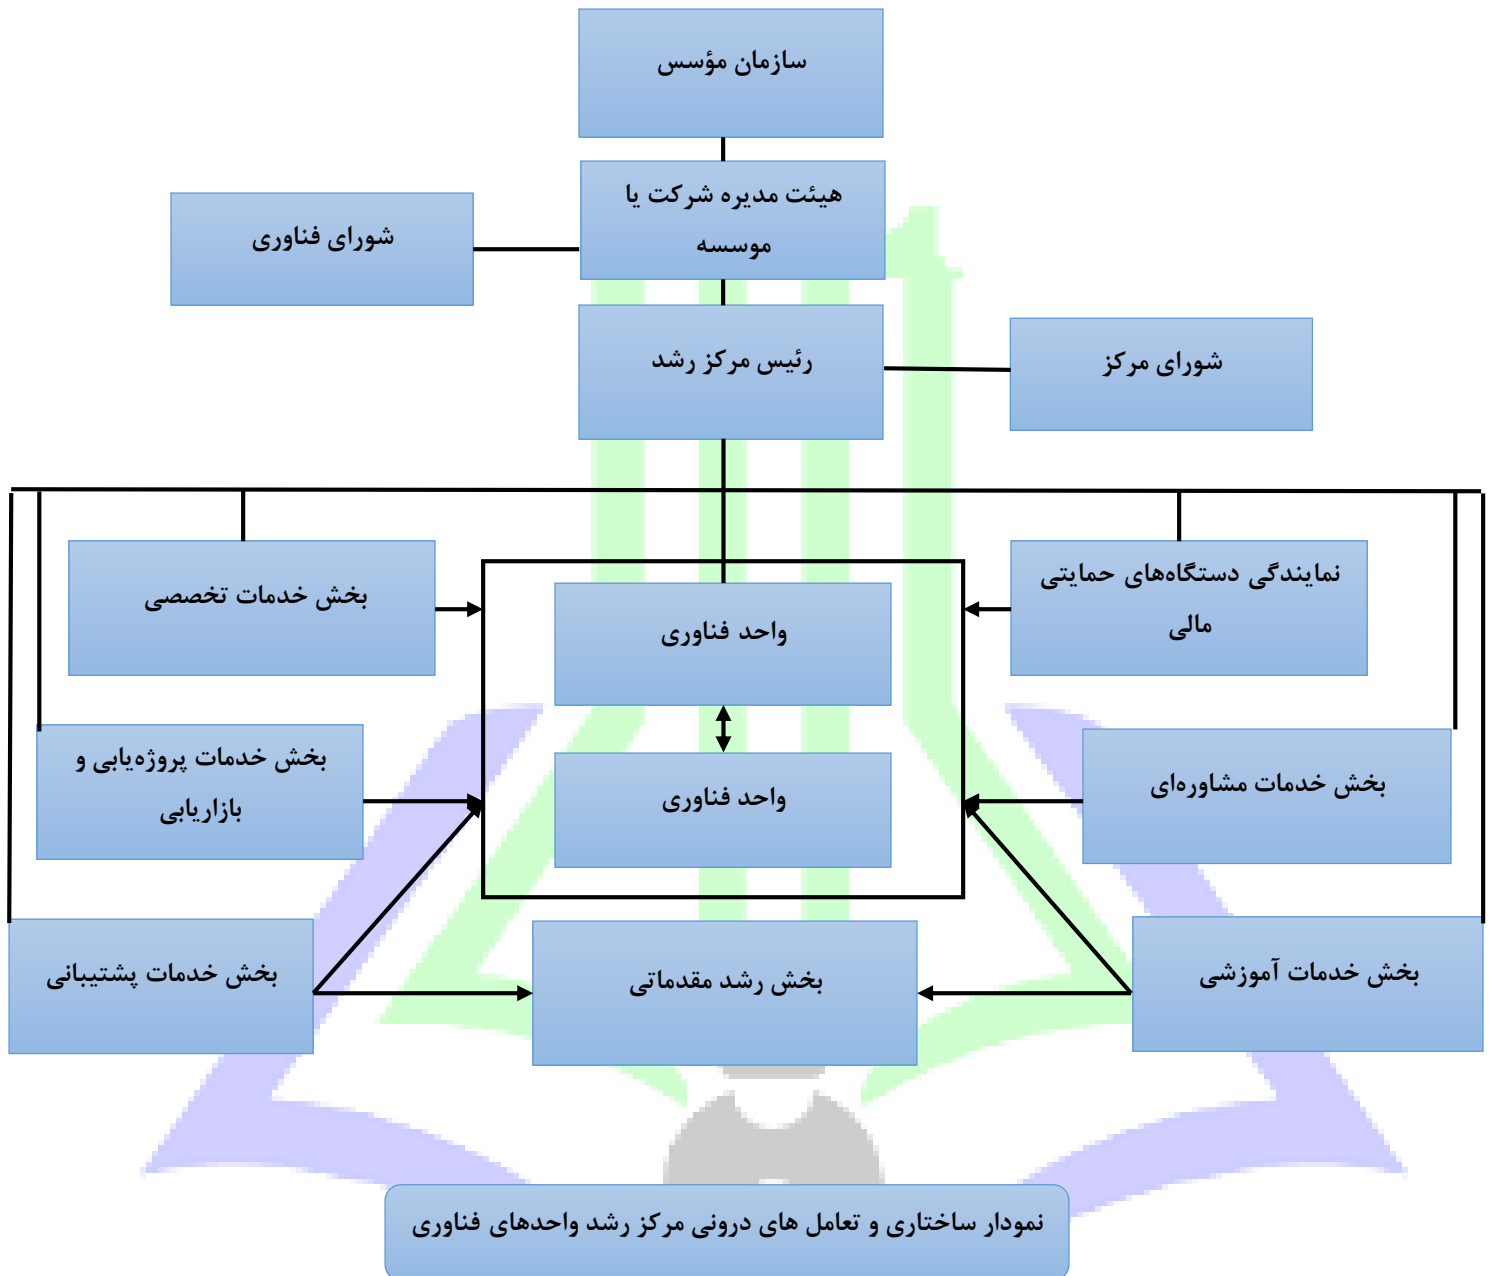 سازمان مؤسس
هیئت مدیره شرکت یا
موسسه
شورای فناوری
رئیس مرکز رشد
شورای مرکز
نمایندگی دستگاه‌های حمایتی
مالی
بخش خدمات تخصصی
واحد فناوری
بخش خدمات مشاوره‌ای
واحد فناوری
بخش خدمات پروژه‌یابی و
بازاریابی
بخش خدمات آموزشی
بخش رشد مقدماتی
بخش خدمات پشتیبانی
نمودار ساختاری و تعامل های درونی مرکز رشد واحدهای فناوری